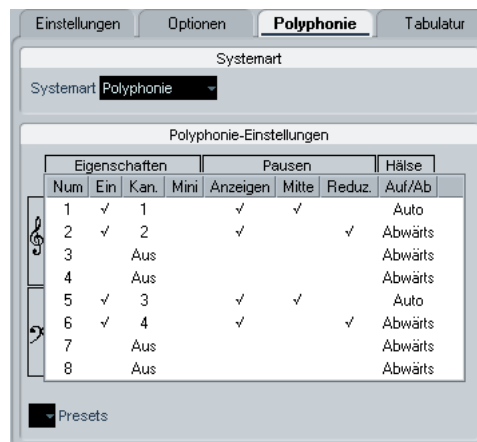 Einstellungen Optionen Polyphonie Tabulatur
Systemart
Systemart Polyphonie
Polyphonie-Einstellungen
Eigenschaften Pausen Hälse
Num Ein Kan. Mini Anzeigen Mitte Reduz. Auf/Ab
1 √ 1 √ √ Auto
2 √ 2 √ √ Abwärts
3 Aus Abwärts
4 Aus Abwärts
5 √ 3 √ √ Auto
6 √ 4 √ √ Abwärts
7 Aus Abwärts
8 Aus Abwärts
Presets